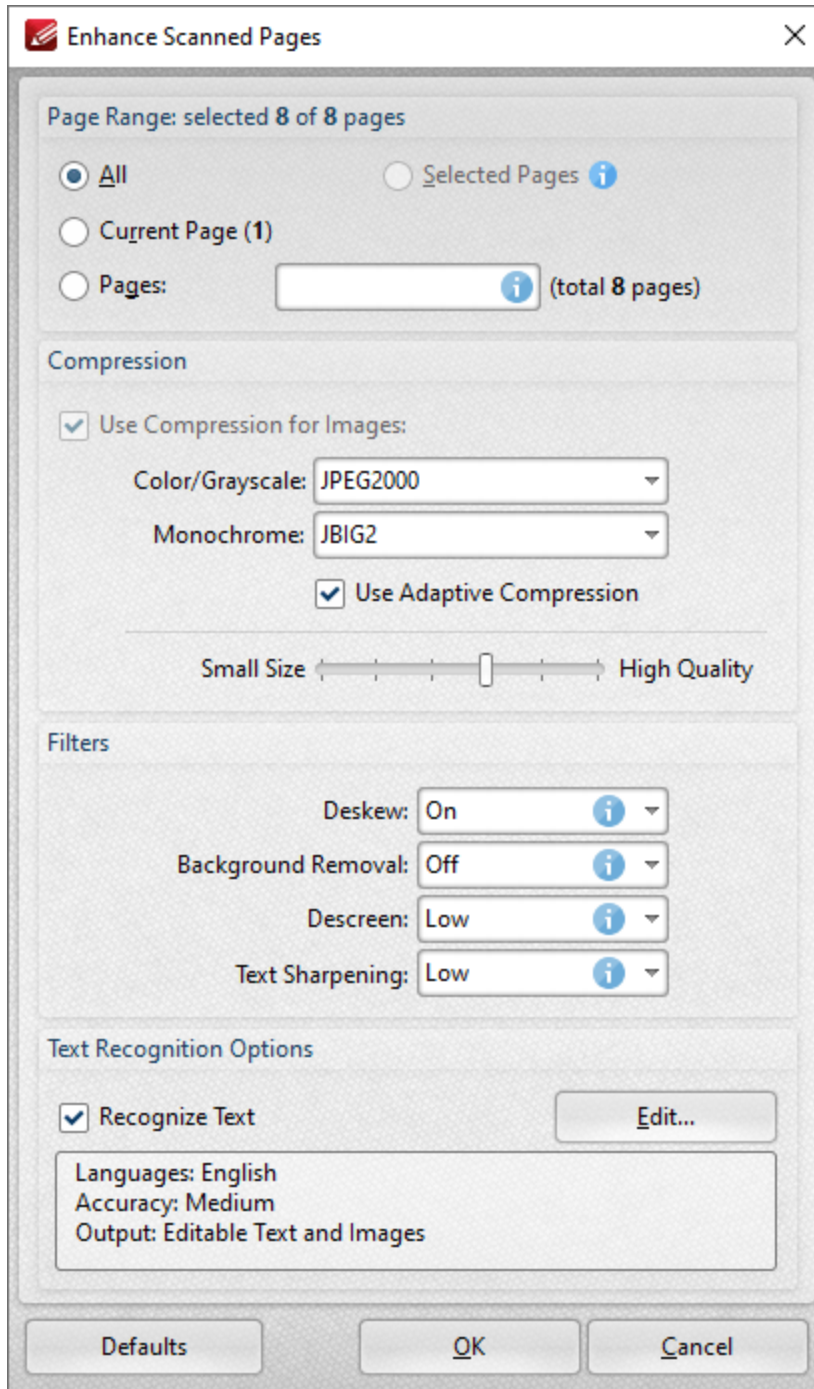 Enhance Scanned Pages
Page Range: selected 8 of 8 pages
All Selected Pages
Current Page (1)
Pages: (total 8 pages)
Compression
Use Compression for Images:
Color/Grayscale: JPEG2000
Monochrome: JBIG2
Use Adaptive Compression
Small Size High Quality
Filters
Deskew: On
Background Removal: Off
Descreen: Low
Text Sharpening: Low
Text Recognition Options
Recognize Text Edit...
Languages: English
Accuracy: Medium
Output: Editable Text and Images
Defaults OK Cancel